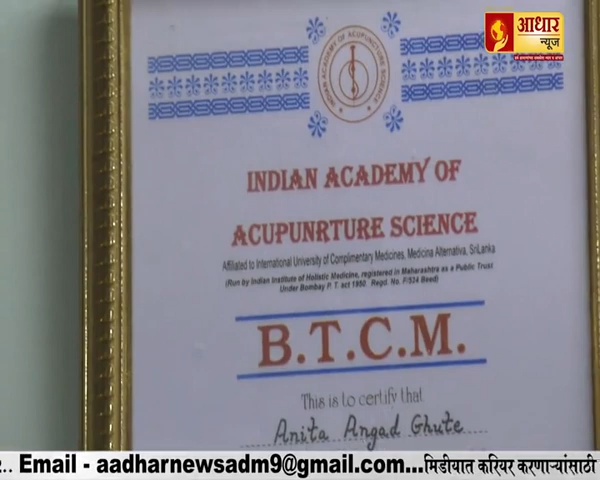 आधार
न्यूज
INDIAN ACADEMY OF ACUPUNCTURE SCIENCE
INDIAN ACADEMY OF
ACUPUNRTURE SCIENCE
Affiliated to International University of Complimentary Medicines, Medicina Alternativa, SriLanka
(Run by Indian Institute of Holistic Medicine, registered in Maharashtra as a Public Trust
Under Bombay P. T. act 1950. Regd. No. F/534 Beed)
B.T.C.M.
This is to certify that
Anita Angad Ghute
.. Email - aadharnewsadm9@gmail.com...मिडीयात करियर करणाऱ्यांसाठी